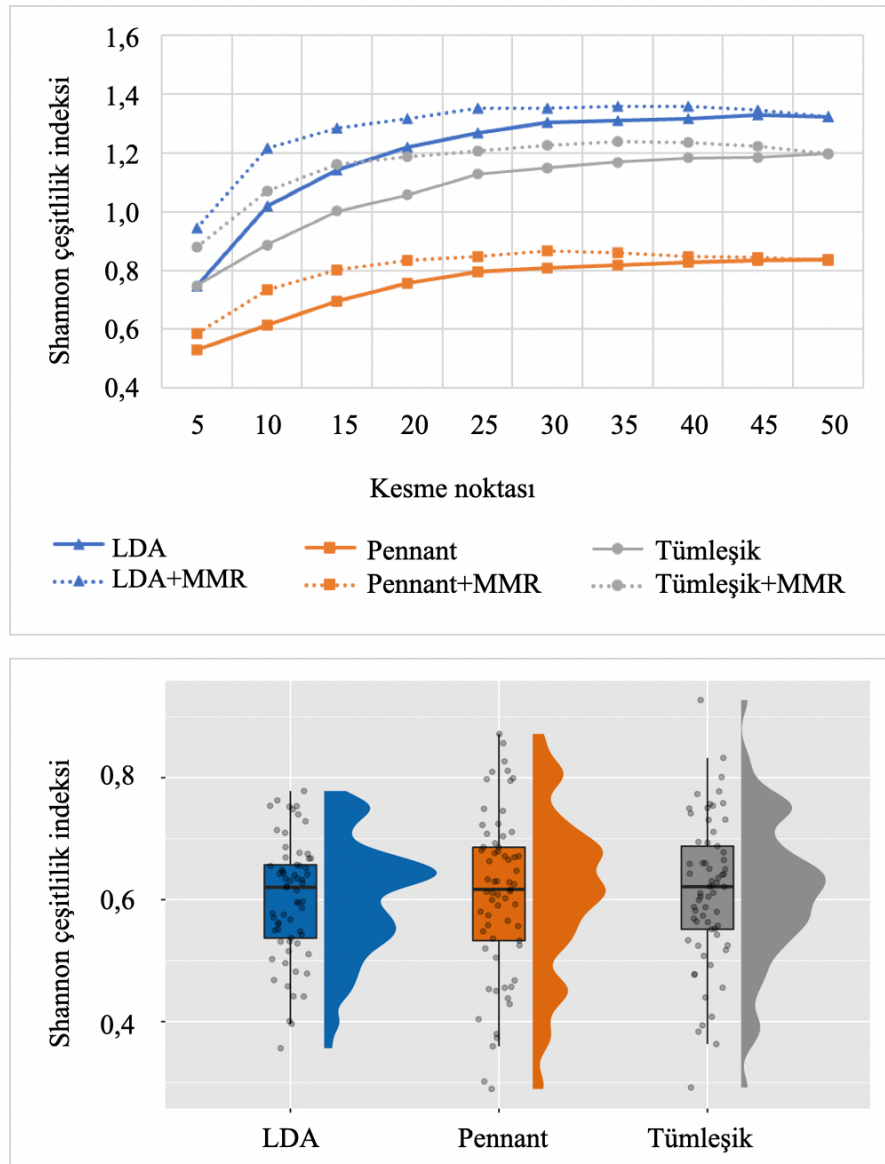 1,6
1,4
1,2
1,0
0,8
0,6
0,4
Shannon çeşitlilik indeksi
5 10 15 20 25 30 35 40 45 50
Kesme noktası
LDA Pennant Tümleşik
LDA+MMR Pennant+MMR Tümleşik+MMR
Shannon çeşitlilik indeksi
0,8
0,6
0,4
LDA Pennant Tümleşik